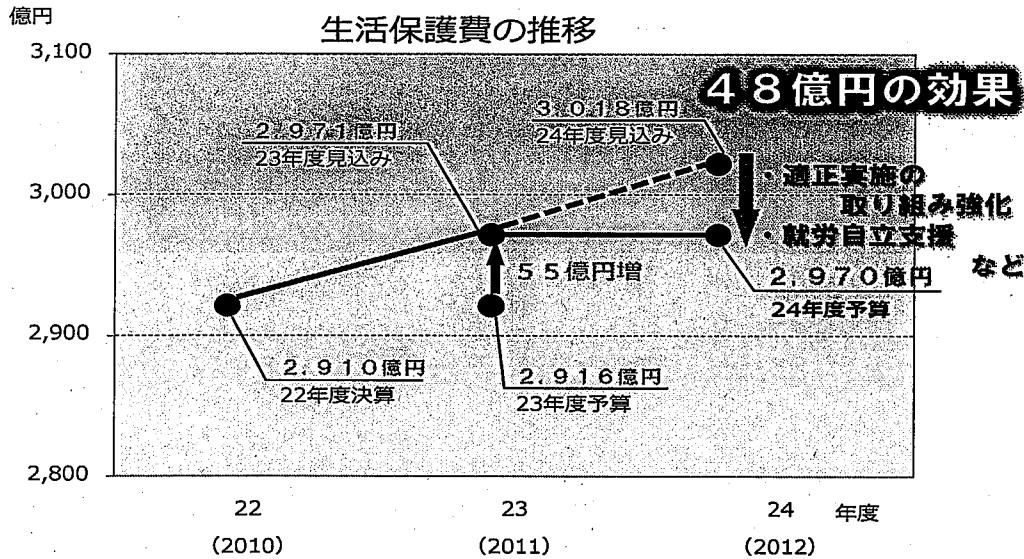 億円
生活保護費の推移
3,100
48億円の効果
3,018億円
24年度見込み
2,971億円
23年度見込み
3,000
・適正実施の
取り組み強化
・就労自立支援
など
55億円増
2,970億円
24年度予算
2,900
2,910億円
22年度決算
2,916億円
23年度予算
2,800
22
23
24
年度
(2010)
(2011)
(2012)